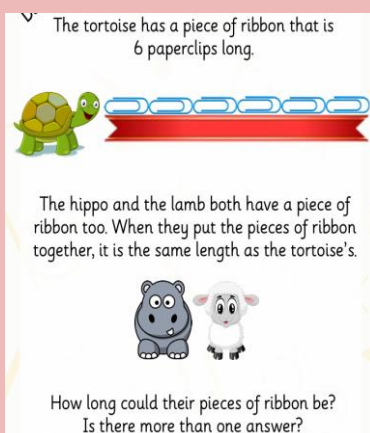 The tortoise has a piece of ribbon that is
6 paperclips long.
The hippo and the lamb both have a piece of
ribbon too. When they put the pieces of ribbon
together, it is the same length as the tortoise's.
How long could their pieces of ribbon be?
Is there more than one answer?